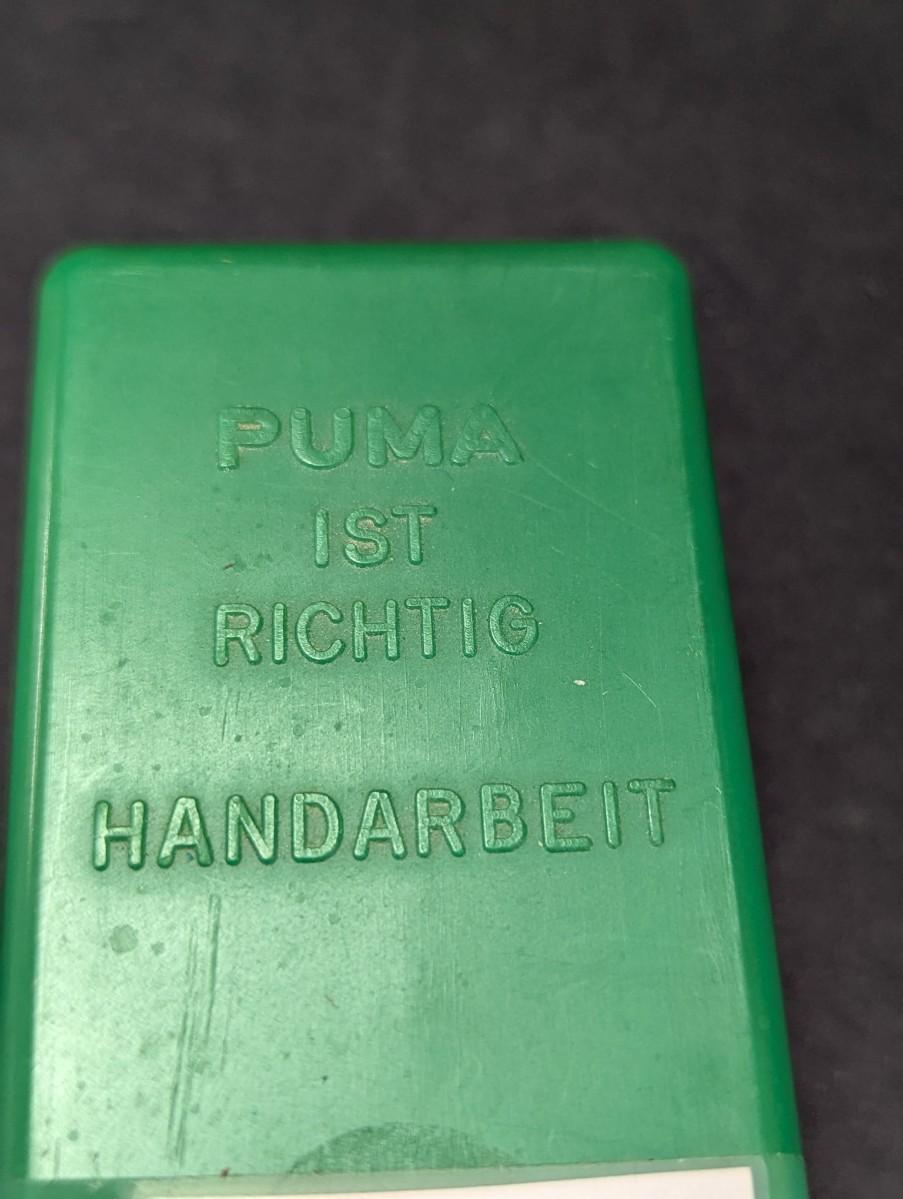 PUMA
IST
RICHTIG
HANDARBEIT